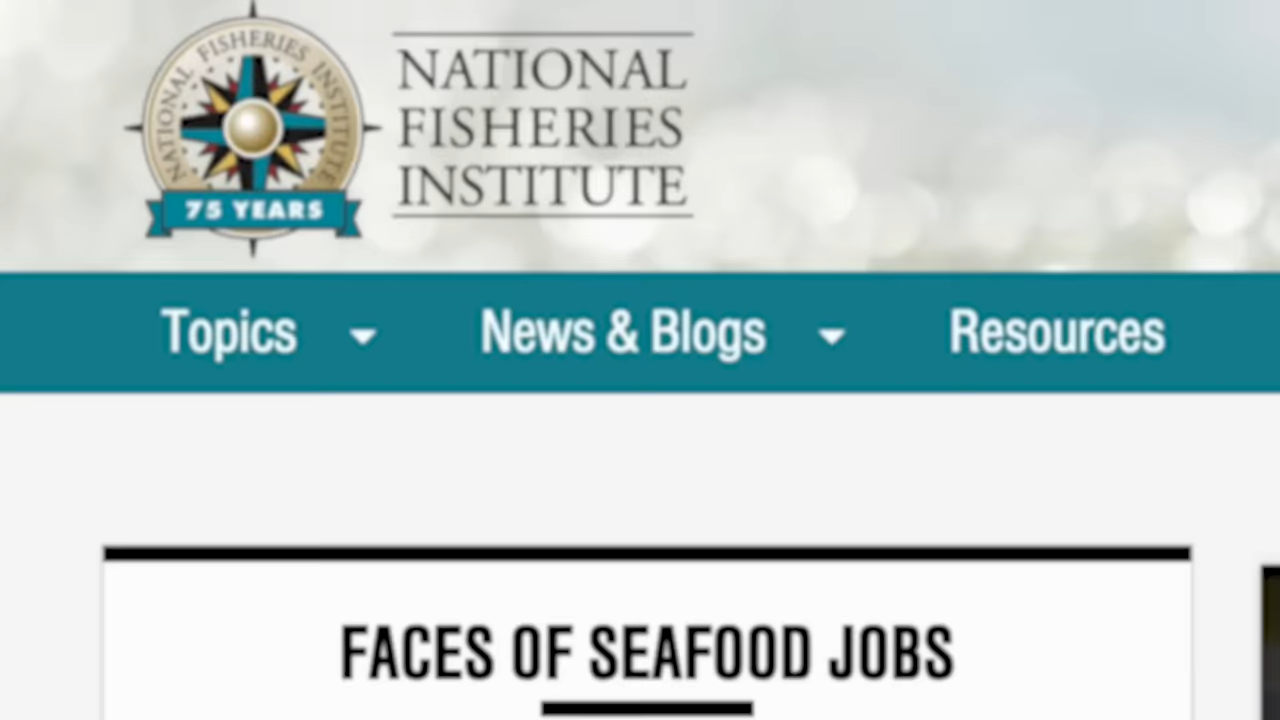 NATIONAL FISHERIES INSTITUTE
75 YEARS
NATIONAL
FISHERIES
INSTITUTE
Topics News & Blogs Resources
FACES OF SEAFOOD JOBS